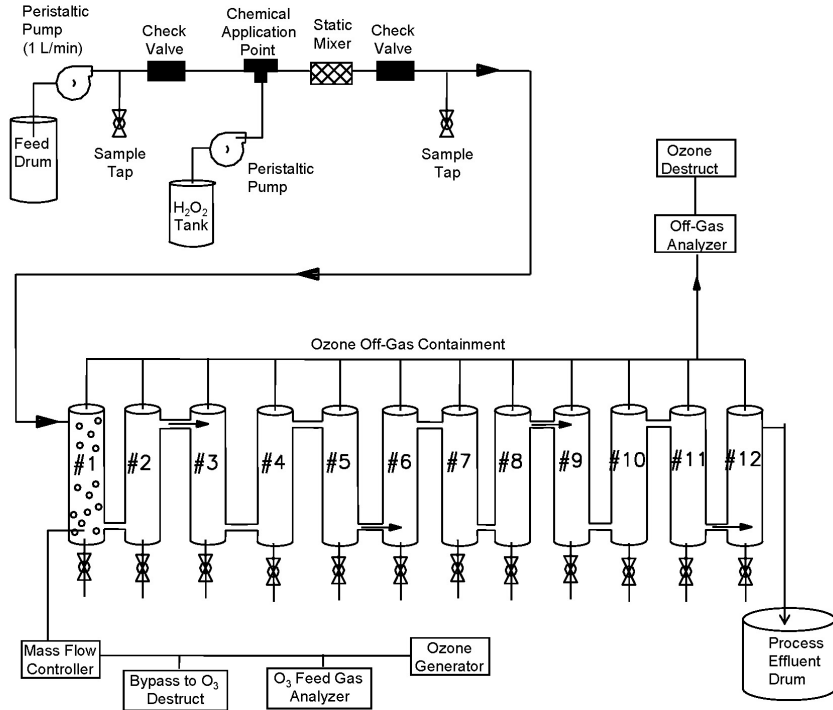 Peristaltic
Pump
(1 L/min)
Check
Valve
Chemical
Application
Point
Static
Mixer
Check
Valve
Feed
Drum
Sample
Tap
Peristaltic
Pump
H₂O₂
Tank
Sample
Tap
Ozone
Destruct
Off-Gas
Analyzer
Ozone Off-Gas Containment
#1
#2
#3
#4
#5
#6
#7
#8
#9
#10
#11
#12
Mass Flow
Controller
Bypass to O₃
Destruct
O₃ Feed Gas
Analyzer
Ozone
Generator
Process
Effluent
Drum